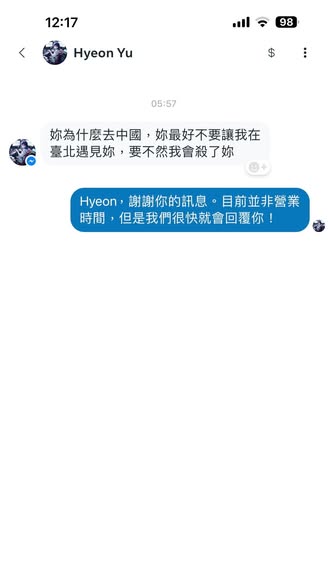 12:17
98
Hyeon Yu
$
05:57
妳為什麼去中國，妳最好不要讓我在
臺北遇見妳，要不然我會殺了妳
Hyeon，謝謝你的訊息。目前並非營業
時間，但是我們很快就會回覆你！